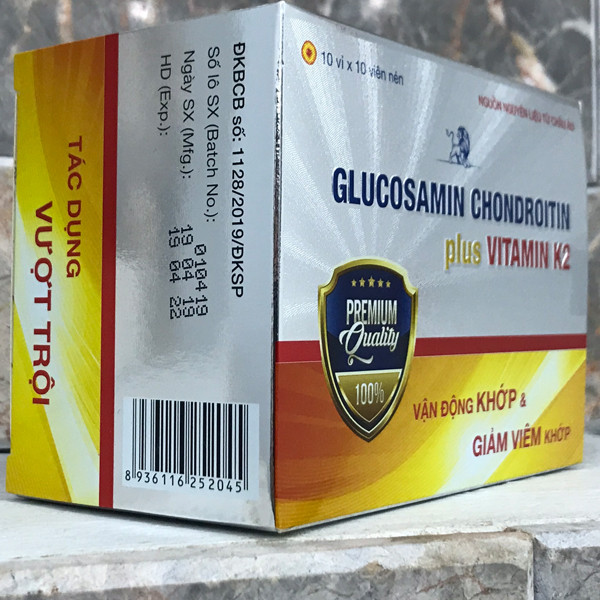 TÁC DỤNG
VƯỢT TRỘI
ĐKBCB số: 1128/2019/ĐKSP
Số lô SX (Batch No.): 010419
Ngày SX (Mfg.): 19 04 19
HD (Exp.): 19 04 22
8 936116 252045
10 vỉ x 10 viên nén
NGUỒN NGUYÊN LIỆU TỪ CHÂU ÂU
GLUCOSAMIN CHONDROITIN
plus VITAMIN K2
PREMIUM
Quality
100%
VẬN ĐỘNG KHỚP &
GIẢM VIÊM KHỚP